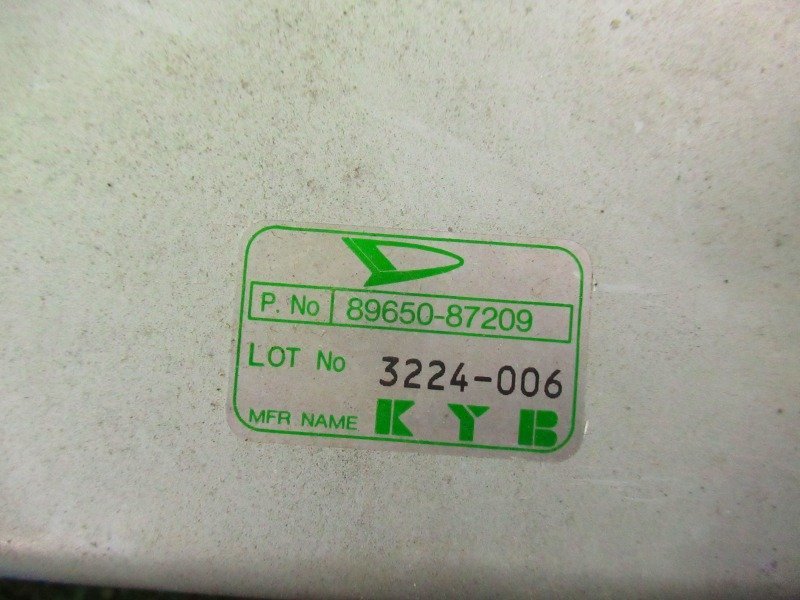 P. No 89650-87209
LOT No 3224-006
MFR NAME KYB